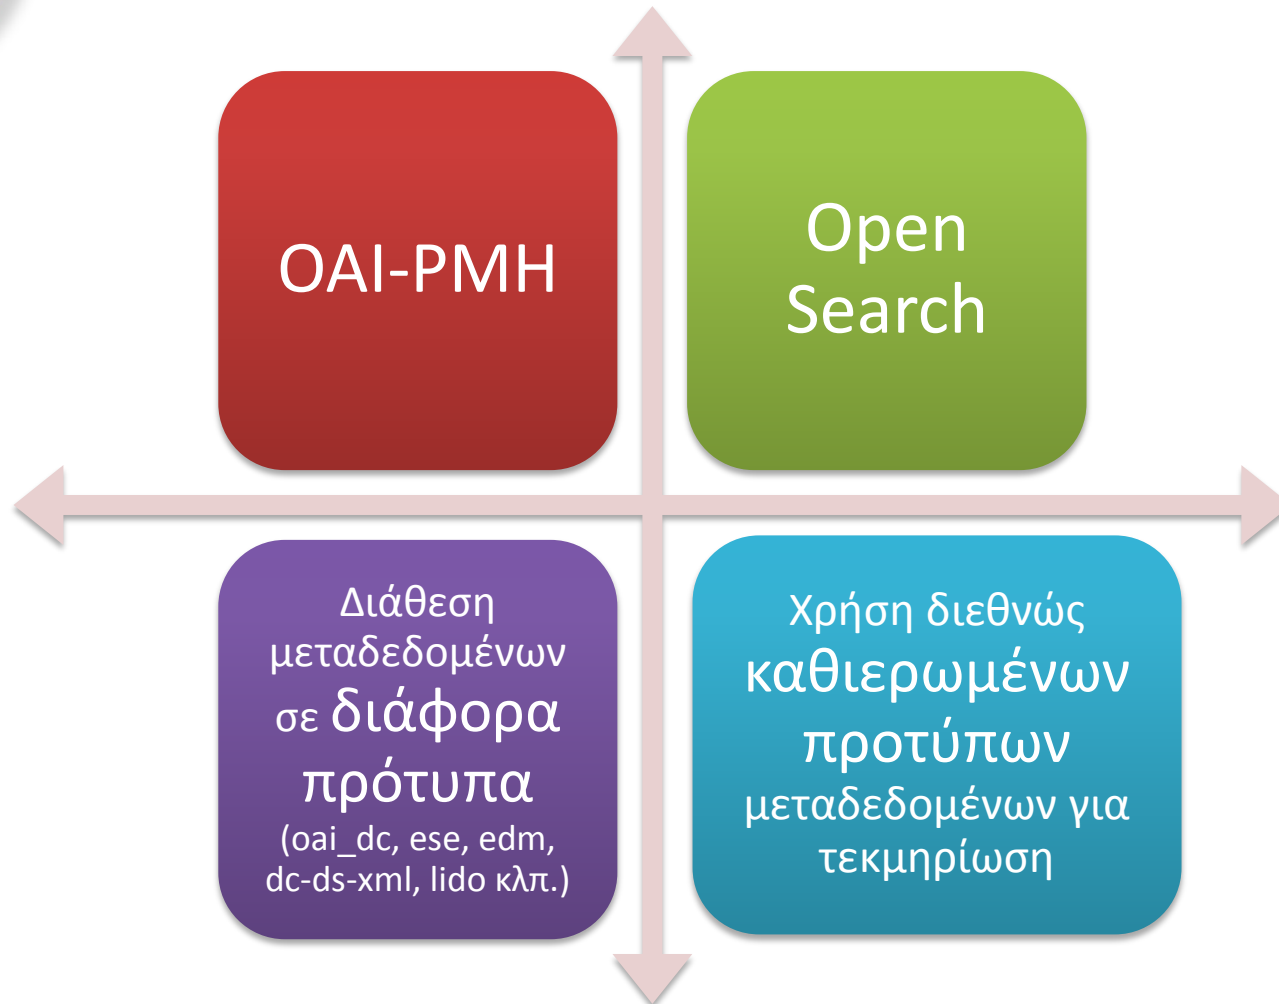 OAI-PMH
Open
Search
Διάθεση
μεταδεδομένων
σε διάφορα
πρότυπα
(oai_dc, ese, edm,
dc-ds-xml, lido κλπ.)
Χρήση διεθνώς
καθιερωμένων
προτύπων
μεταδεδομένων για
τεκμηρίωση